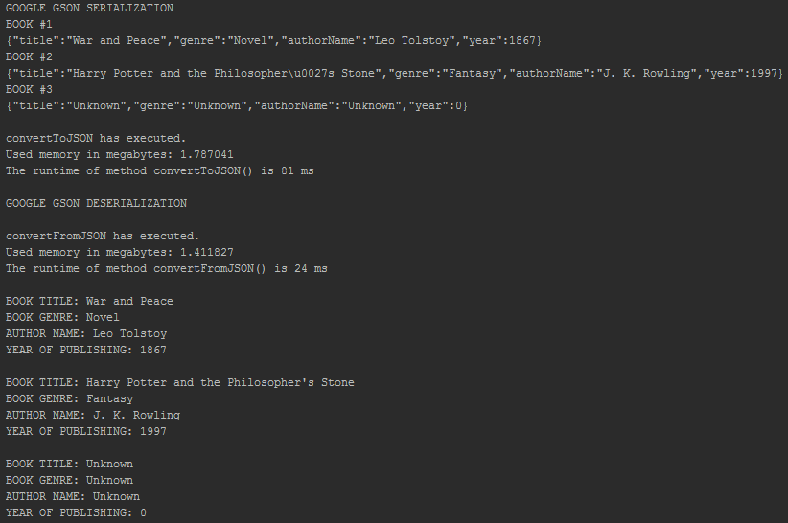 GOOGLE GSON SERIALIZATION
BOOK #1
{"title":"War and Peace","genre":"Novel","authorName":"Leo Tolstoy","year":1867}
BOOK #2
{"title":"Harry Potter and the Philosopher\u0027s Stone","genre":"Fantasy","authorName":"J. K. Rowling","year":1997}
BOOK #3
{"title":"Unknown","genre":"Unknown","authorName":"Unknown","year":0}
convertToJSON has executed.
Used memory in megabytes: 1.787041
The runtime of method convertToJSON() is 81 ms
GOOGLE GSON DESERIALIZATION
convertFromJSON has executed.
Used memory in megabytes: 1.411827
The runtime of method convertFromJSON() is 24 ms
BOOK TITLE: War and Peace
BOOK GENRE: Novel
AUTHOR NAME: Leo Tolstoy
YEAR OF PUBLISHING: 1867
BOOK TITLE: Harry Potter and the Philosopher's Stone
BOOK GENRE: Fantasy
AUTHOR NAME: J. K. Rowling
YEAR OF PUBLISHING: 1997
BOOK TITLE: Unknown
BOOK GENRE: Unknown
AUTHOR NAME: Unknown
YEAR OF PUBLISHING: 0